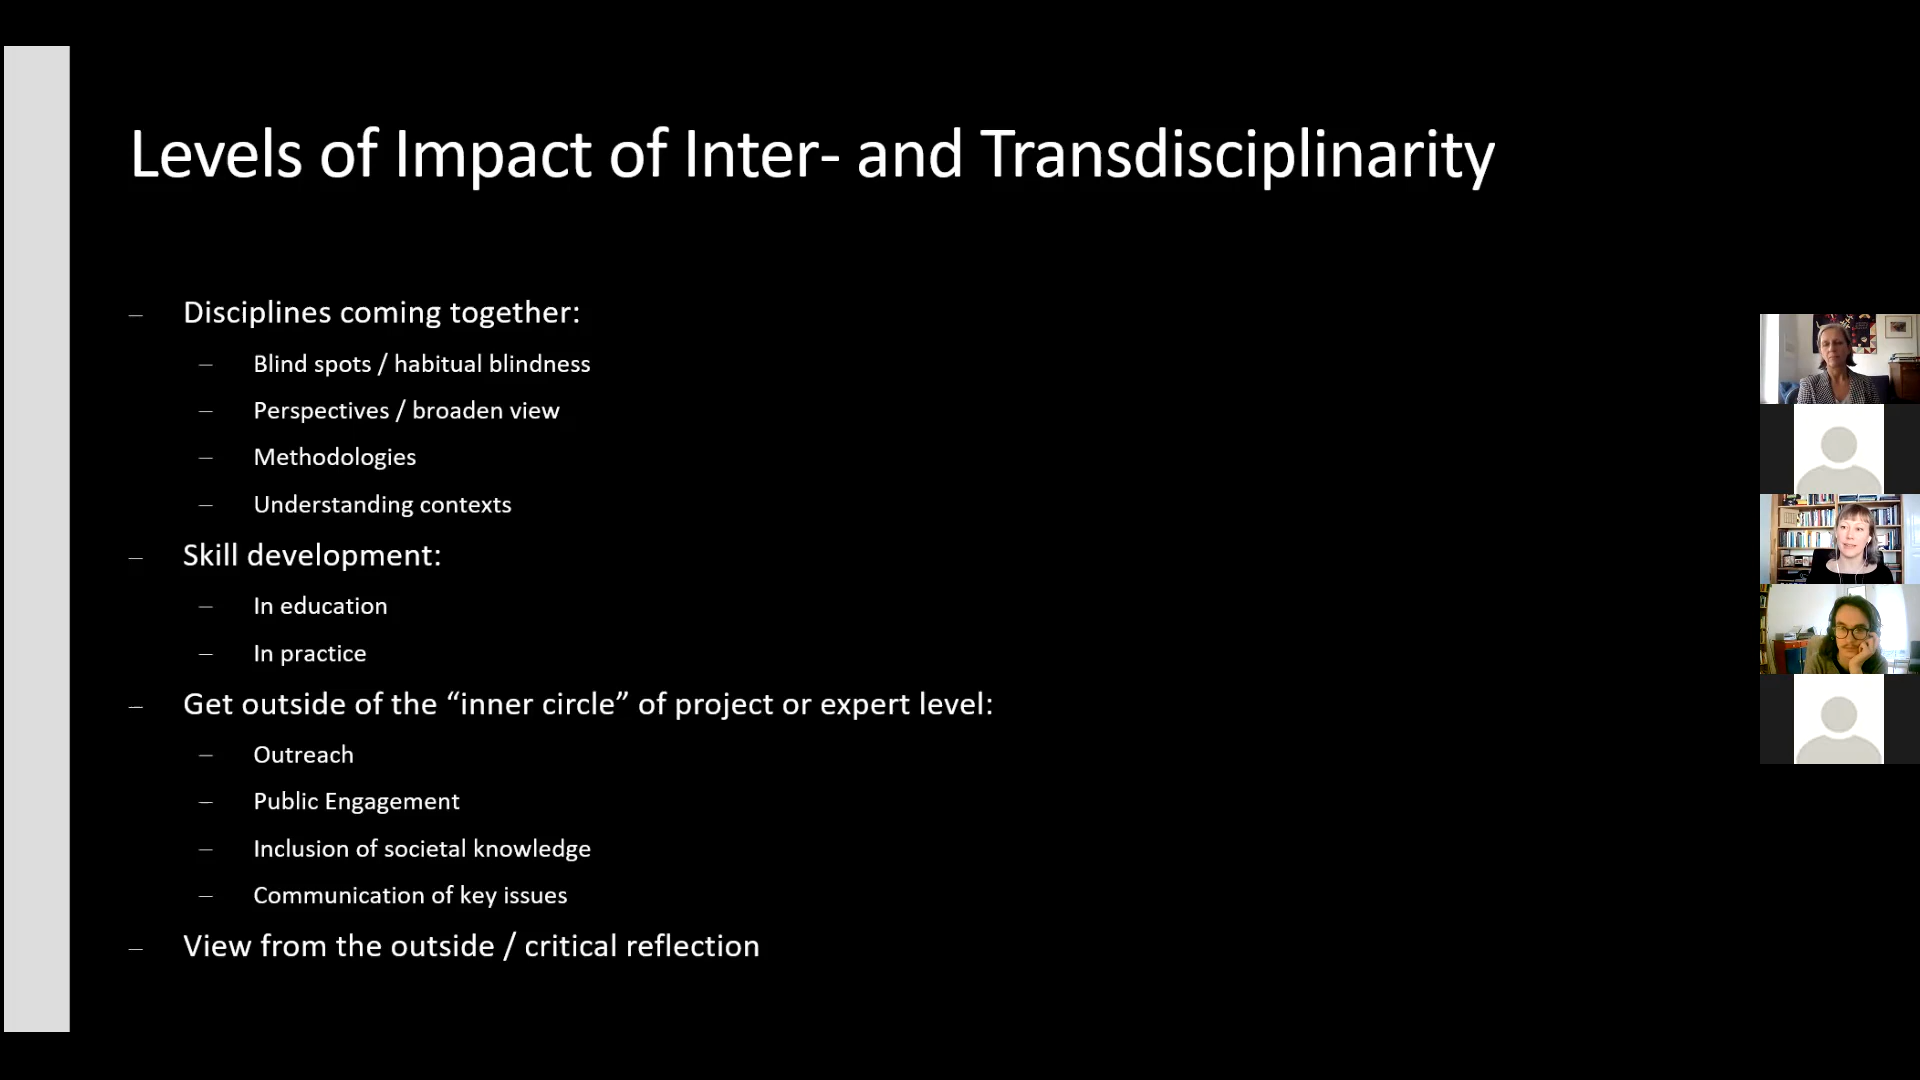 Levels of Impact of Inter- and Transdisciplinarity
– Disciplines coming together:
– Blind spots / habitual blindness
– Perspectives / broaden view
– Methodologies
– Understanding contexts
– Skill development:
– In education
– In practice
– Get outside of the “inner circle” of project or expert level:
– Outreach
– Public Engagement
– Inclusion of societal knowledge
– Communication of key issues
– View from the outside / critical reflection